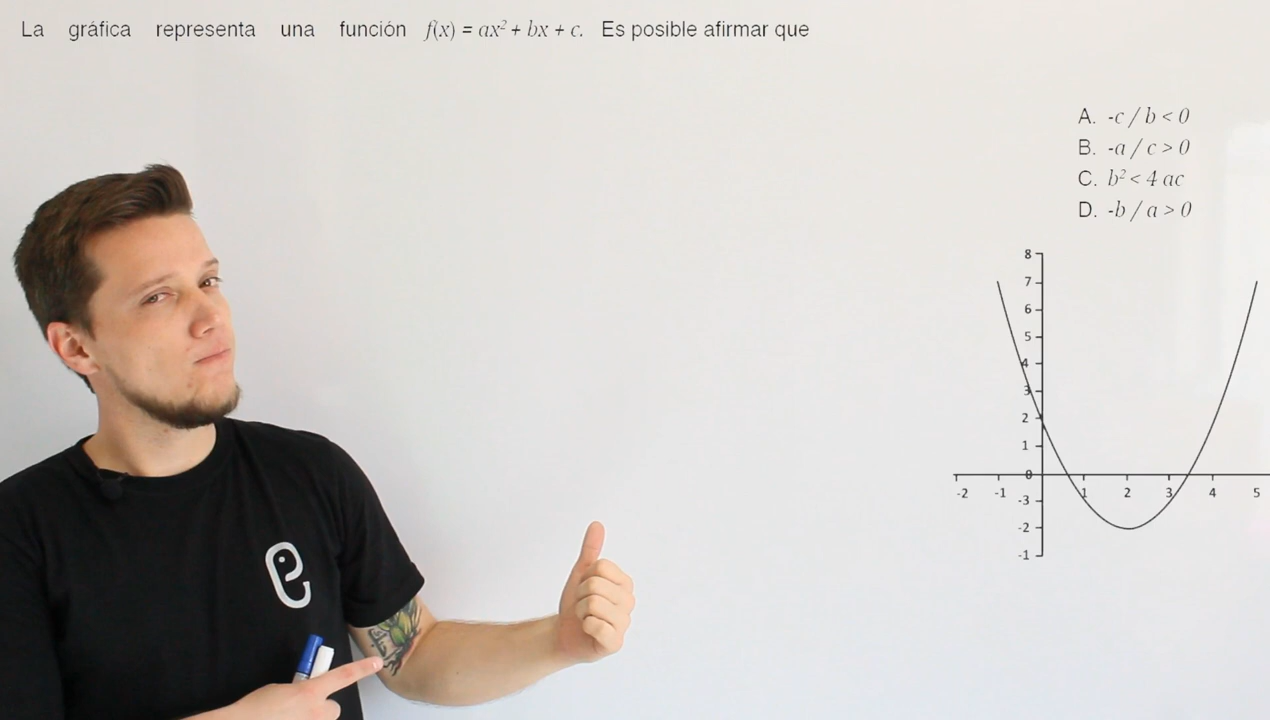 La gráfica representa una función f(x) = ax² + bx + c. Es posible afirmar que
A. -c / b < 0
B. -a / c > 0
C. b² < 4 ac
D. -b / a > 0
8
7
6
5
4
3
2
1
0
-2 -1 1 2 3 4 5
-3
-2
-1